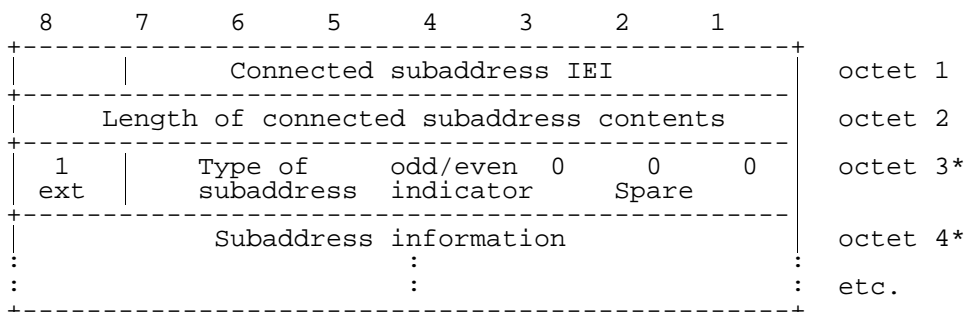 8 7 6 5 4 3 2 1
Connected subaddress IEI octet 1
Length of connected subaddress contents octet 2
1 Type of odd/even 0 0 0 octet 3*
ext subaddress indicator Spare
Subaddress information octet 4*
: : :
: : : etc.